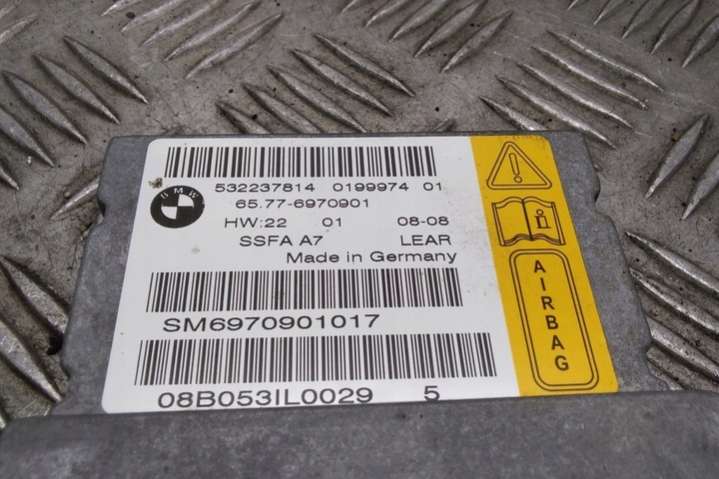 532237814 0199974 01
BMW
65.77-6970901
HW:22 01 08-08
SSFA A7 LEAR
Made in Germany
SM6970901017
08B053IL0029 5
AIRBAG